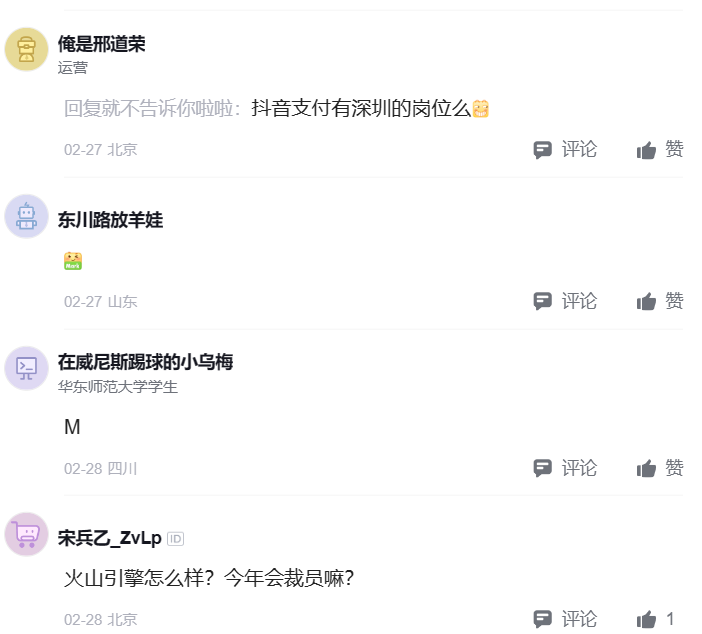 俺是邢道荣
运营
回复就不告诉你啦啦：抖音支付有深圳的岗位么
02-27 北京
评论 赞
东川路放羊娃
Mark
02-27 山东
评论 赞
在威尼斯踢球的小乌梅
华东师范大学学生
M
02-28 四川
评论 赞
宋兵乙_ZvLp ID
火山引擎怎么样？今年会裁员嘛？
02-28 北京
评论 1